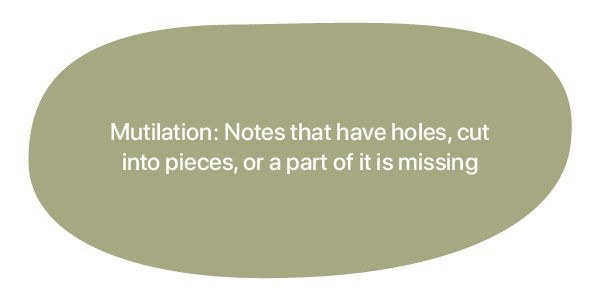 Mutilation: Notes that have holes, cut
into pieces, or a part of it is missing